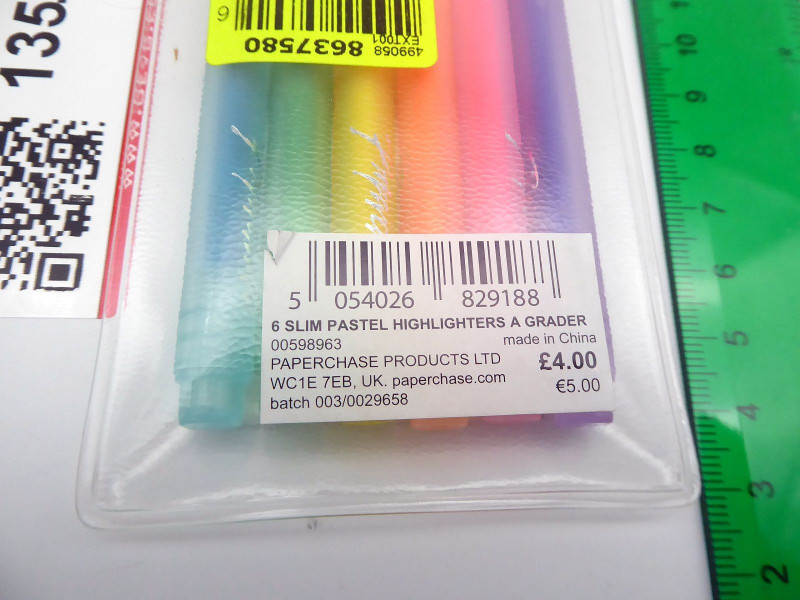 135
WWW.
499058
EXT001
8637580
6
5 054026 829188
6 SLIM PASTEL HIGHLIGHTERS A GRADER
00598963 made in China
PAPERCHASE PRODUCTS LTD £4.00
WC1E 7EB, UK. paperchase.com €5.00
batch 003/0029658
10
9
8
7
6
5
4
3
2